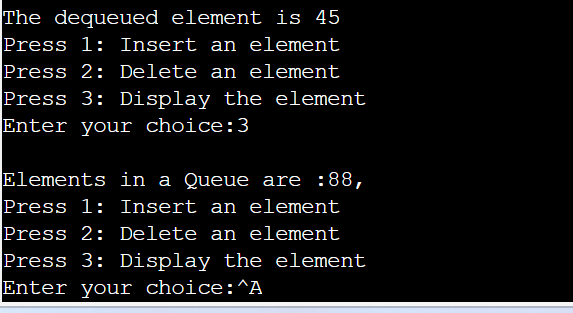 The dequeued element is 45
Press 1: Insert an element
Press 2: Delete an element
Press 3: Display the element
Enter your choice:3
Elements in a Queue are :88,
Press 1: Insert an element
Press 2: Delete an element
Press 3: Display the element
Enter your choice:^A